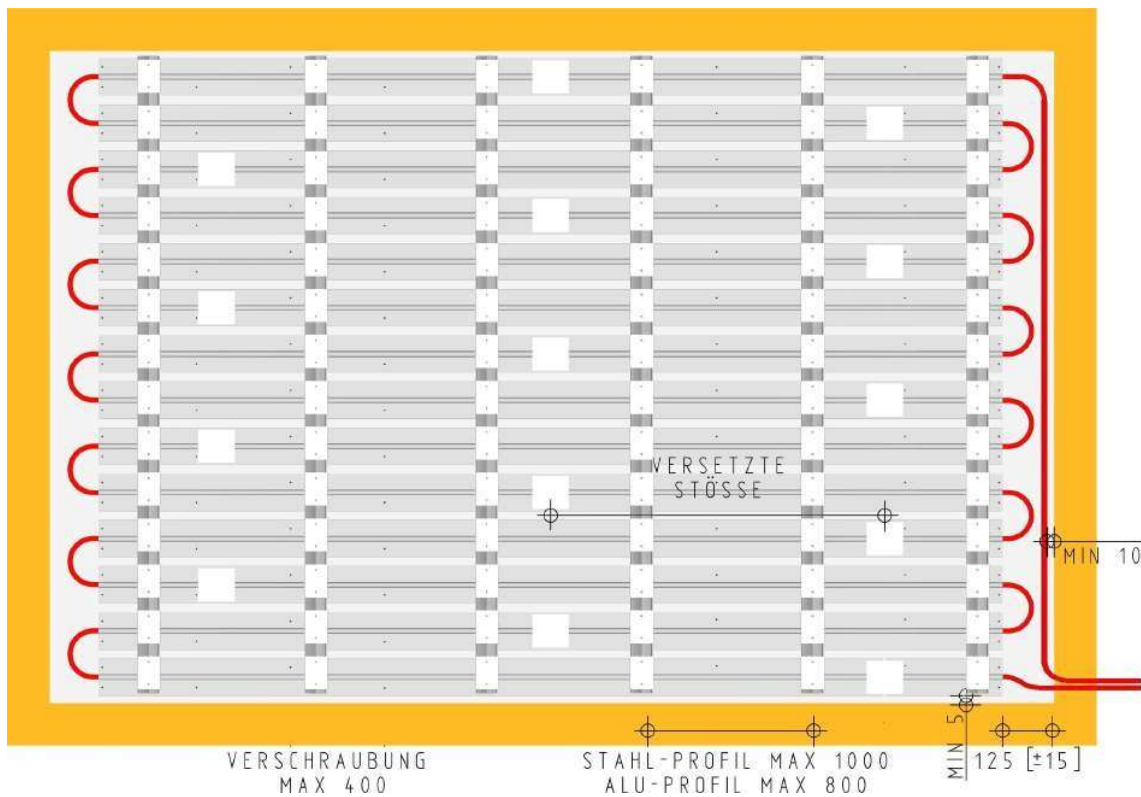 VERSETZTE
STÖSSE
MIN 10
MIN 5
125 [±15]
VERSCHRAUBUNG
MAX 400
STAHL-PROFIL MAX 1000
ALU-PROFIL MAX 800